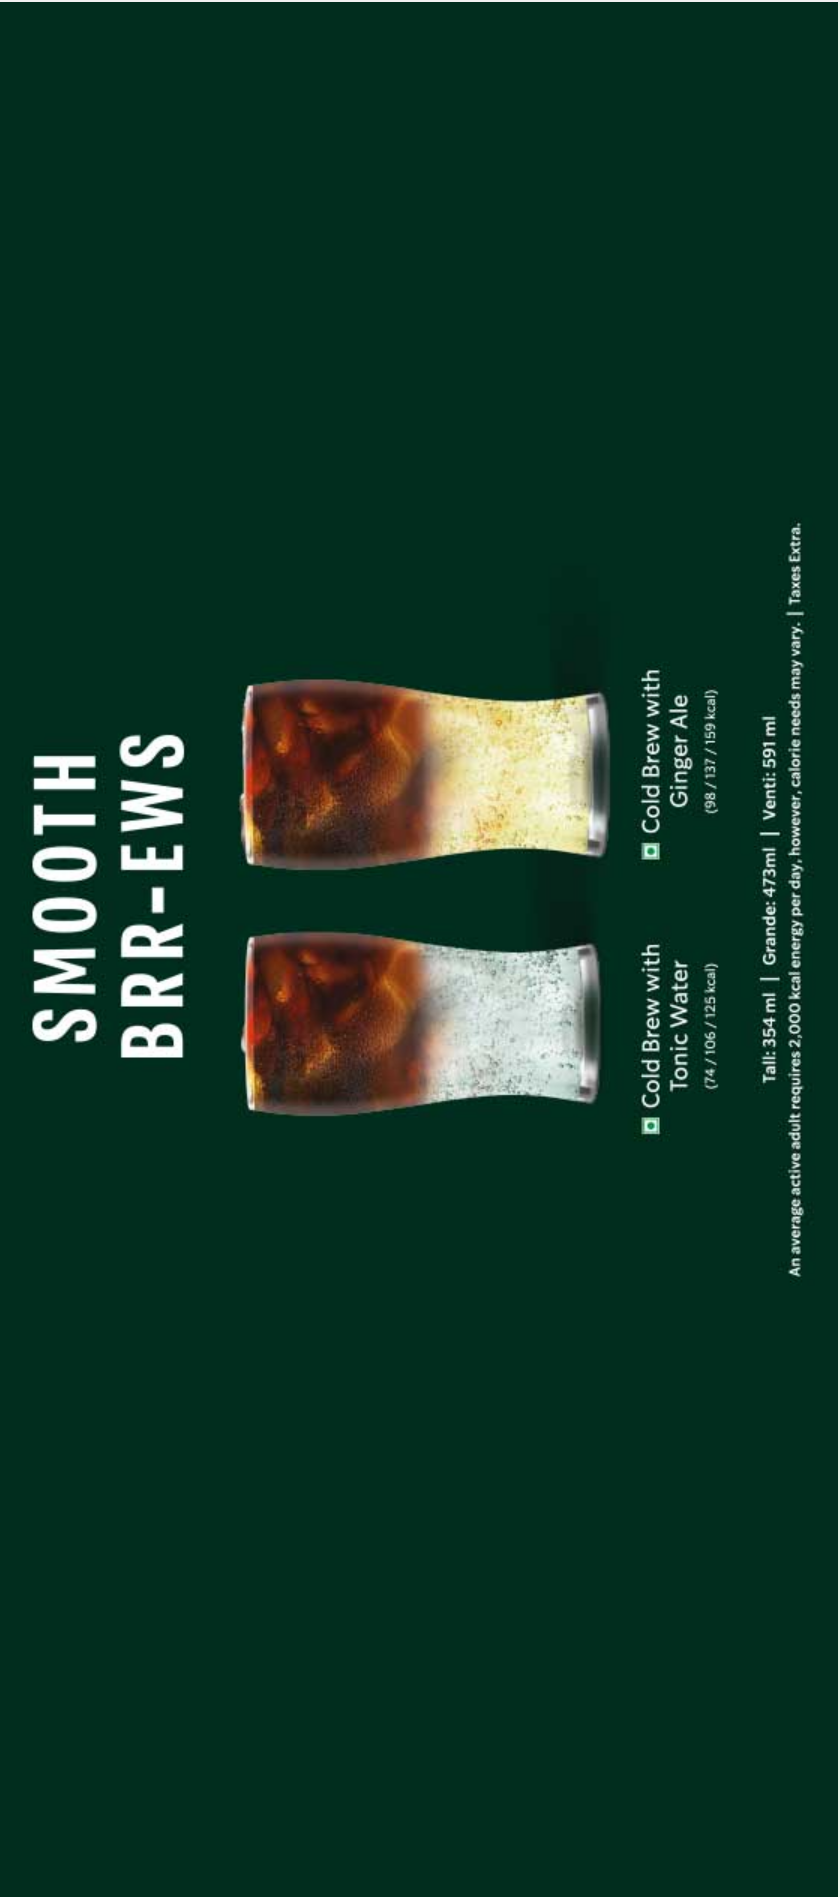 SMOOTH
BRR-EWS
Cold Brew with
Tonic Water
(74 / 106 / 125 kcal)
Cold Brew with
Ginger Ale
(98 / 137 / 159 kcal)
Tall: 354 ml | Grande: 473ml | Venti: 591 ml
An average active adult requires 2,000 kcal energy per day, however, calorie needs may vary. | Taxes Extra.